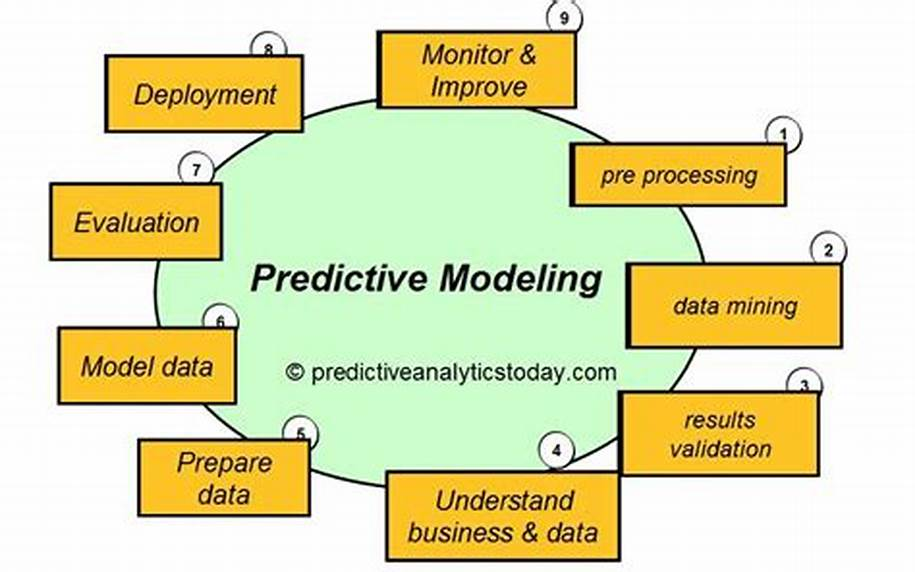 9
Monitor &
Improve
1
pre processing
2
data mining
3
results
validation
4
Understand
business & data
5
Prepare
data
6
Model data
7
Evaluation
8
Deployment
Predictive Modeling
© predictiveanalyticstoday.com